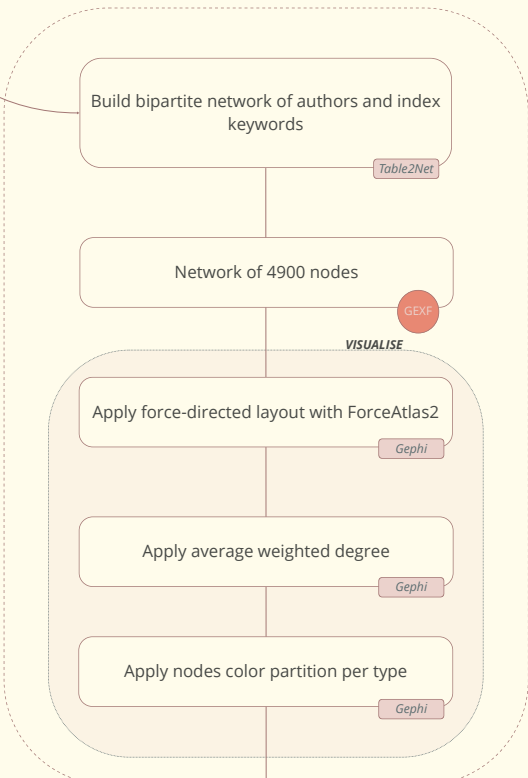 Build bipartite network of authors and index
keywords
Table2Net
Network of 4900 nodes
GEXF
VISUALISE
Apply force-directed layout with ForceAtlas2
Gephi
Apply average weighted degree
Gephi
Apply nodes color partition per type
Gephi